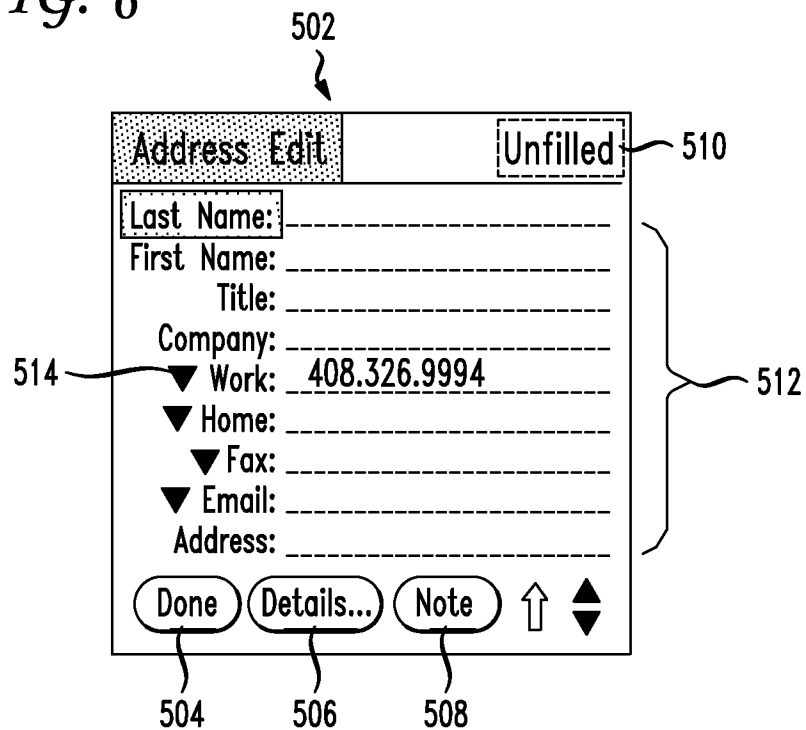 FIG. 6
502
Address Edit Unfilled 510
Last Name:
First Name:
Title:
Company:
514 Work: 408.326.9994 512
Home:
Fax:
Email:
Address:
Done Details... Note
504 506 508